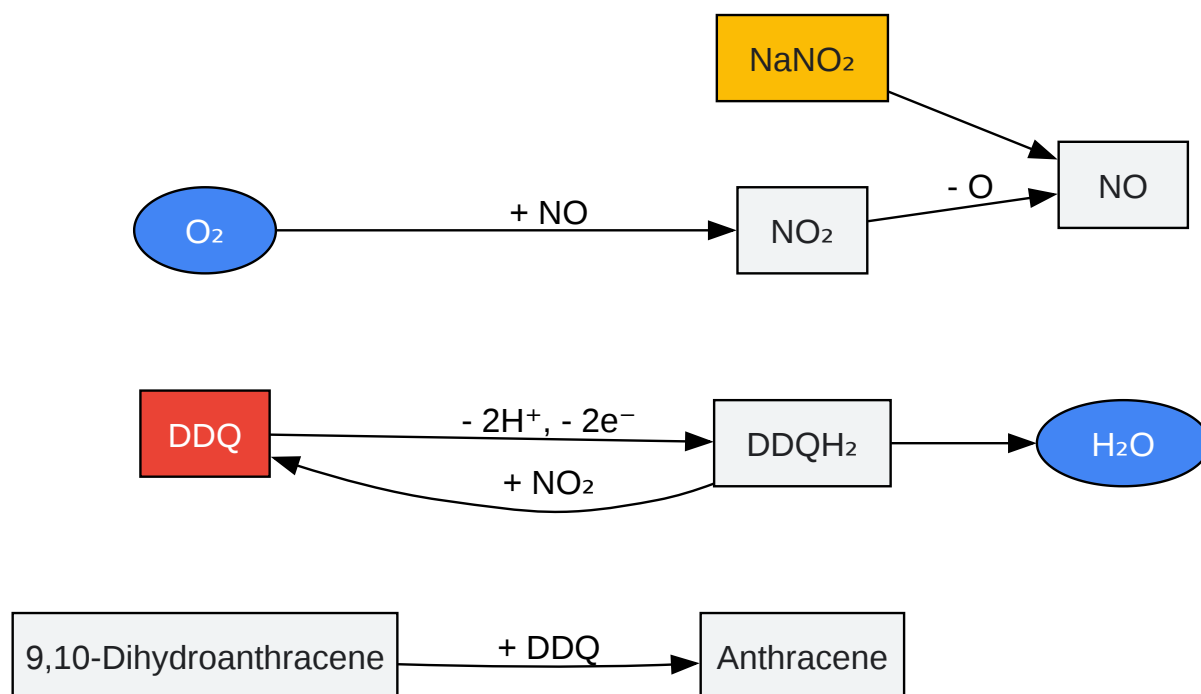 NaNO₂
NO
- O
+ NO
NO₂
O₂
- 2H⁺, - 2e⁻
DDQ
DDQH₂
H₂O
+ NO₂
+ DDQ
9,10-Dihydroanthracene
Anthracene